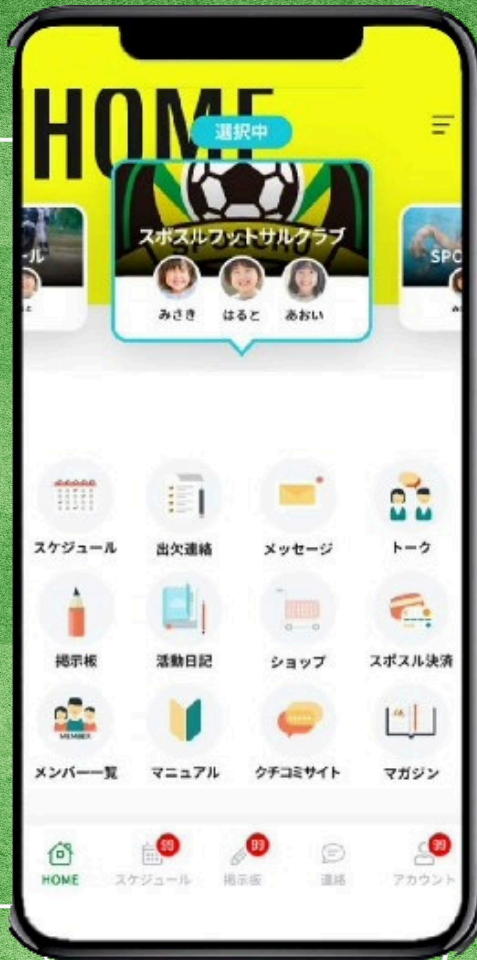 HOME
選択中
スポスルフットサルクラブ
みさき はると あおい
ール
SPO
スケジュール 出欠連絡 メッセージ トーク
掲示板 活動日記 ショップ スポスル決済
MEMBER
メンバー一覧 マニュアル クチコミサイト マガジン
99 99 99
HOME スケジュール 掲示板 連絡 アカウント